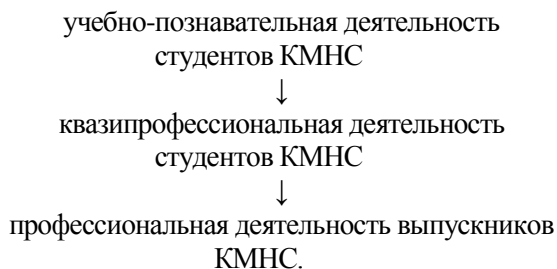 учебно-познавательная деятельность
студентов КМНС
↓
квазипрофессиональная деятельность
студентов КМНС
↓
профессиональная деятельность выпускников
КМНС.